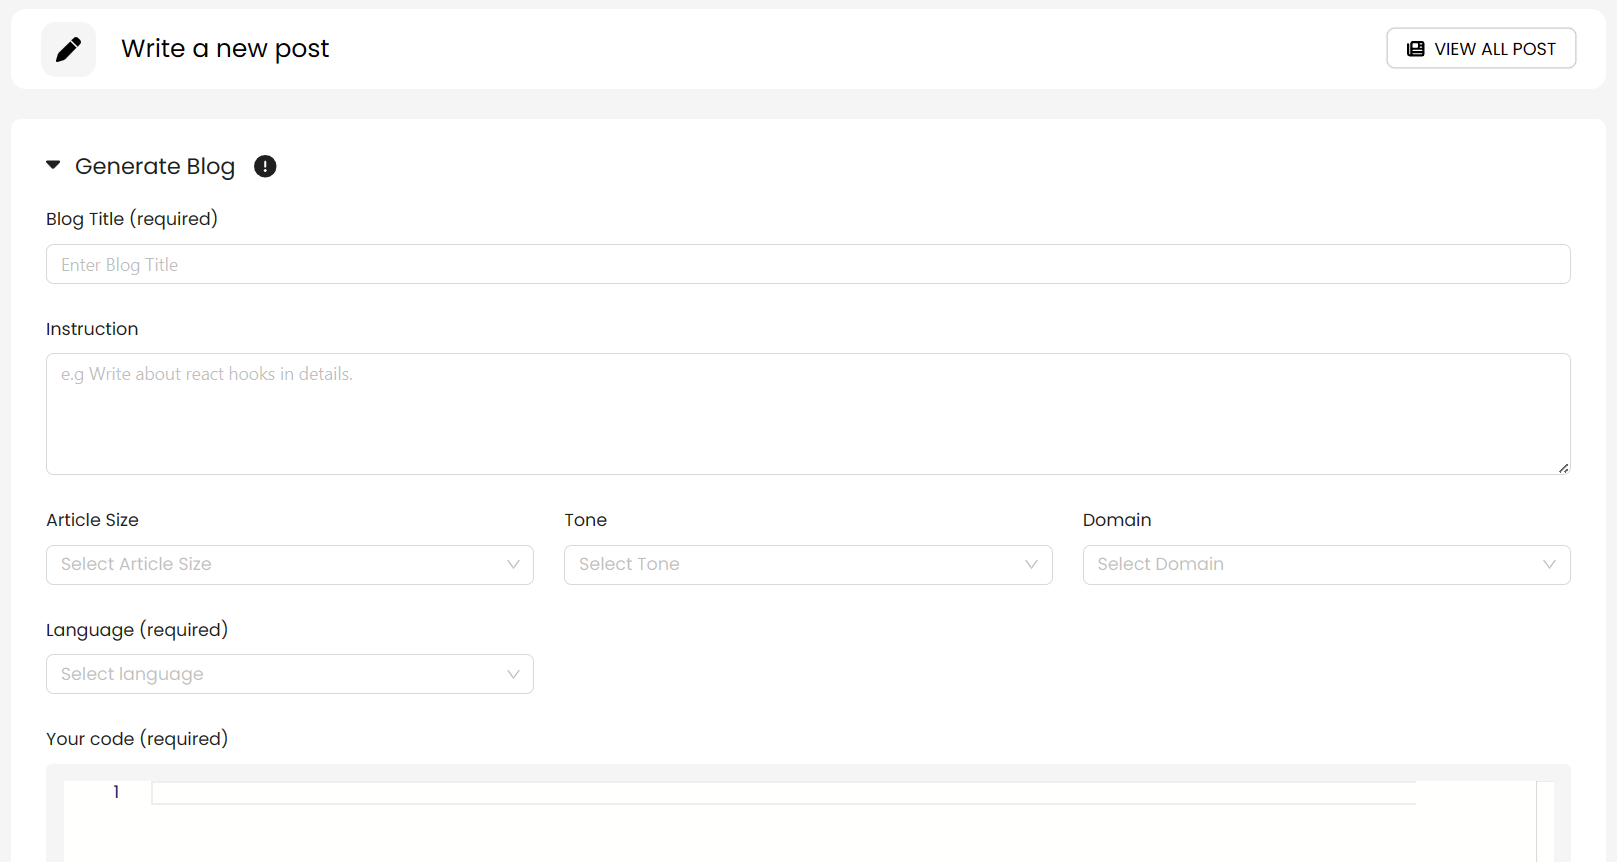 Write a new post
VIEW ALL POST
Generate Blog
Blog Title (required)
Enter Blog Title
Instruction
e.g Write about react hooks in details.
Article Size
Tone
Domain
Select Article Size
Select Tone
Select Domain
Language (required)
Select language
Your code (required)
1